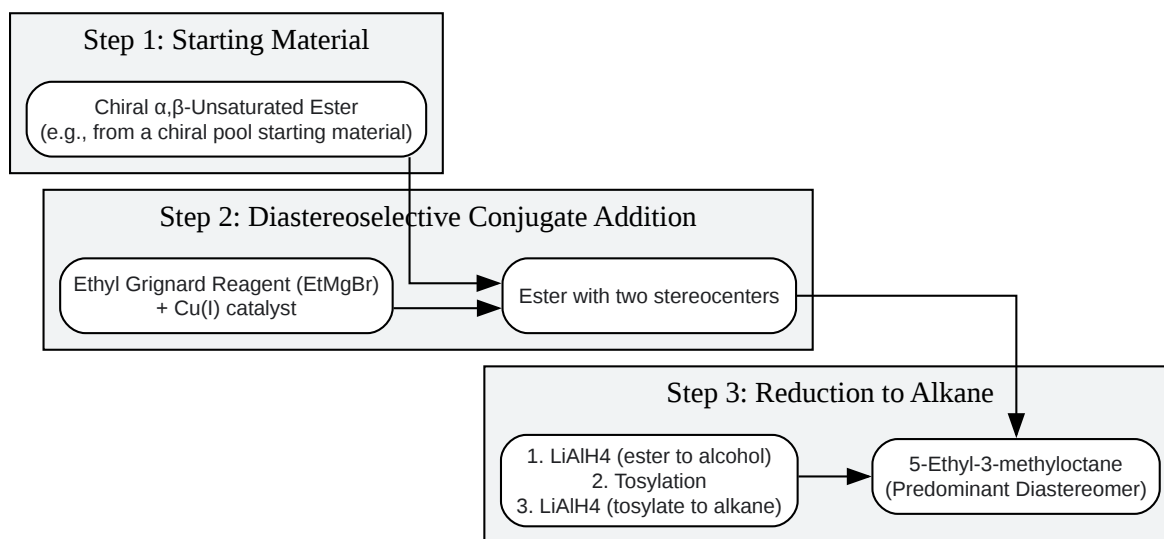 Step 1: Starting Material
Chiral α,β-Unsaturated Ester
(e.g., from a chiral pool starting material)
Step 2: Diastereoselective Conjugate Addition
Ethyl Grignard Reagent (EtMgBr)
+ Cu(I) catalyst
Ester with two stereocenters
Step 3: Reduction to Alkane
1. LiAlH4 (ester to alcohol)
2. Tosylation
3. LiAlH4 (tosylate to alkane)
5-Ethyl-3-methyloctane
(Predominant Diastereomer)